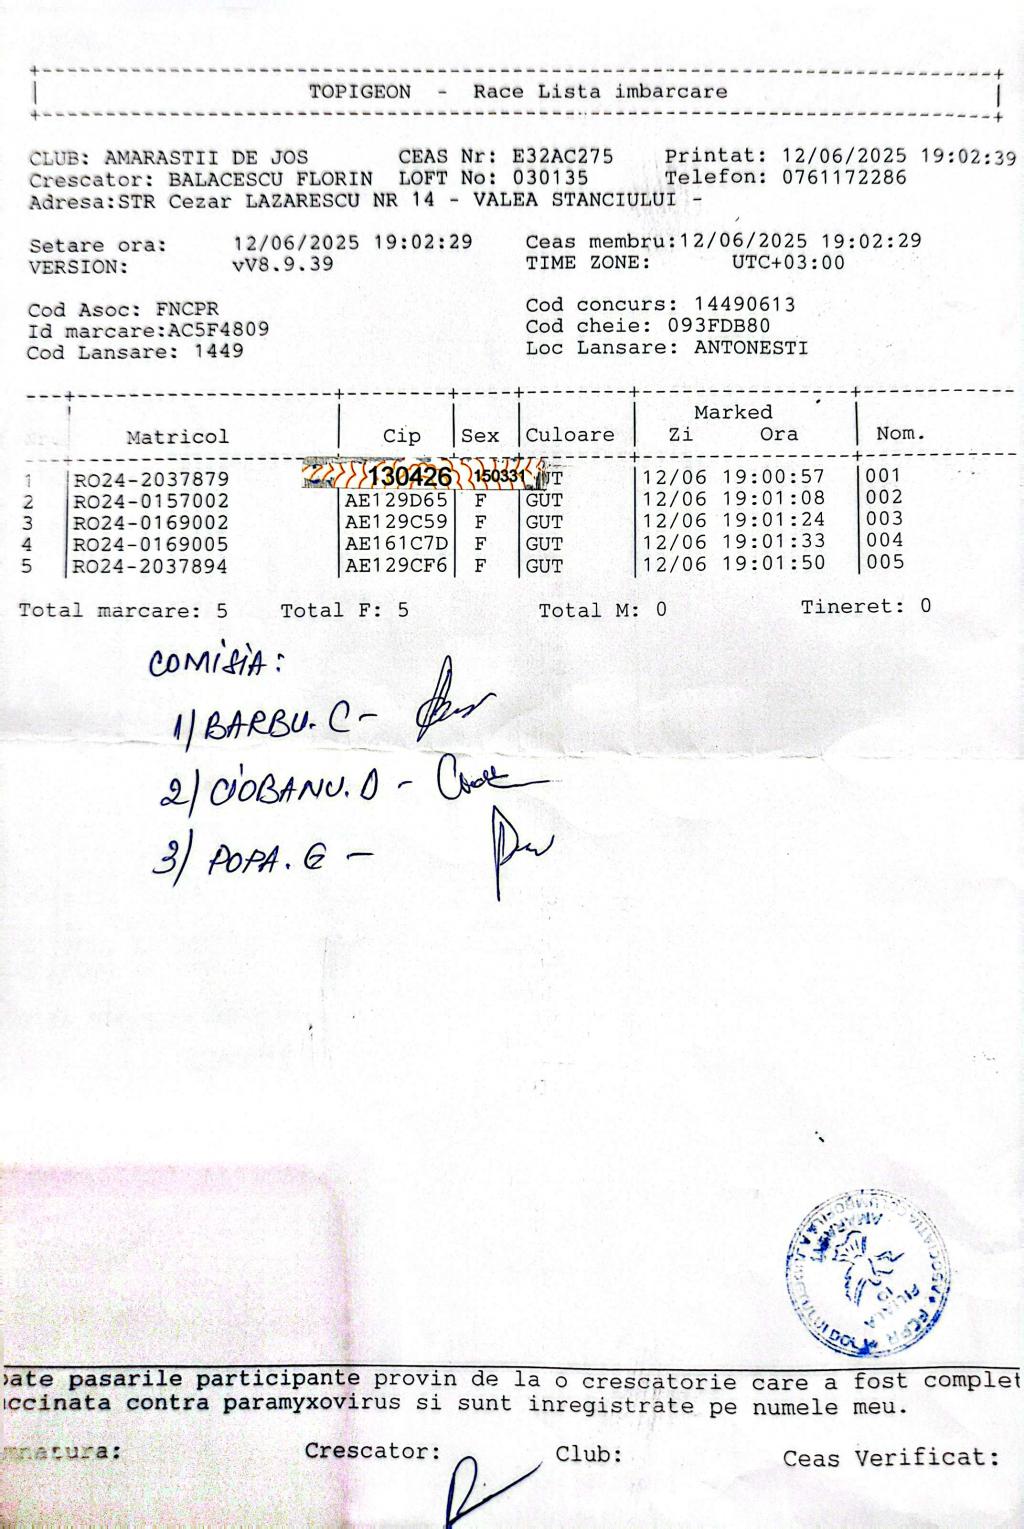 TOPIGEON - Race Lista imbarcare
CLUB: AMARASTII DE JOS CEAS Nr: E32AC275 Printat: 12/06/2025 19:02:39
Crescator: BALACESCU FLORIN LOFT No: 030135 Telefon: 0761172286
Adresa:STR Cezar LAZARESCU NR 14 - VALEA STANCIULUI -
Setare ora: 12/06/2025 19:02:29 Ceas membru:12/06/2025 19:02:29
VERSION: vV8.9.39 TIME ZONE: UTC+03:00
Cod Asoc: FNCPR Cod concurs: 14490613
Id marcare:AC5F4809 Cod cheie: 093FDB80
Cod Lansare: 1449 Loc Lansare: ANTONESTI
Marked
Nr. Matricol Cip Sex Culoare Zi Ora Nom.
1 RO24-2037879 130426 150331 12/06 19:00:57 001
2 RO24-0157002 AE129D65 F GUT 12/06 19:01:08 002
3 RO24-0169002 AE129C59 F GUT 12/06 19:01:24 003
4 RO24-0169005 AE161C7D F GUT 12/06 19:01:33 004
5 RO24-2037894 AE129CF6 F GUT 12/06 19:01:50 005
Total marcare: 5 Total F: 5 Total M: 0 Tineret: 0
COMISIA:
1) BARBU. C -
2) CIOBANU. D -
3) POPA. G -
FILIALA
FCPR
DOLJ
ate pasarile participante provin de la o crescatorie care a fost complet
ccinata contra paramyxovirus si sunt inregistrate pe numele meu.
mnatura: Crescator: Club: Ceas Verificat: